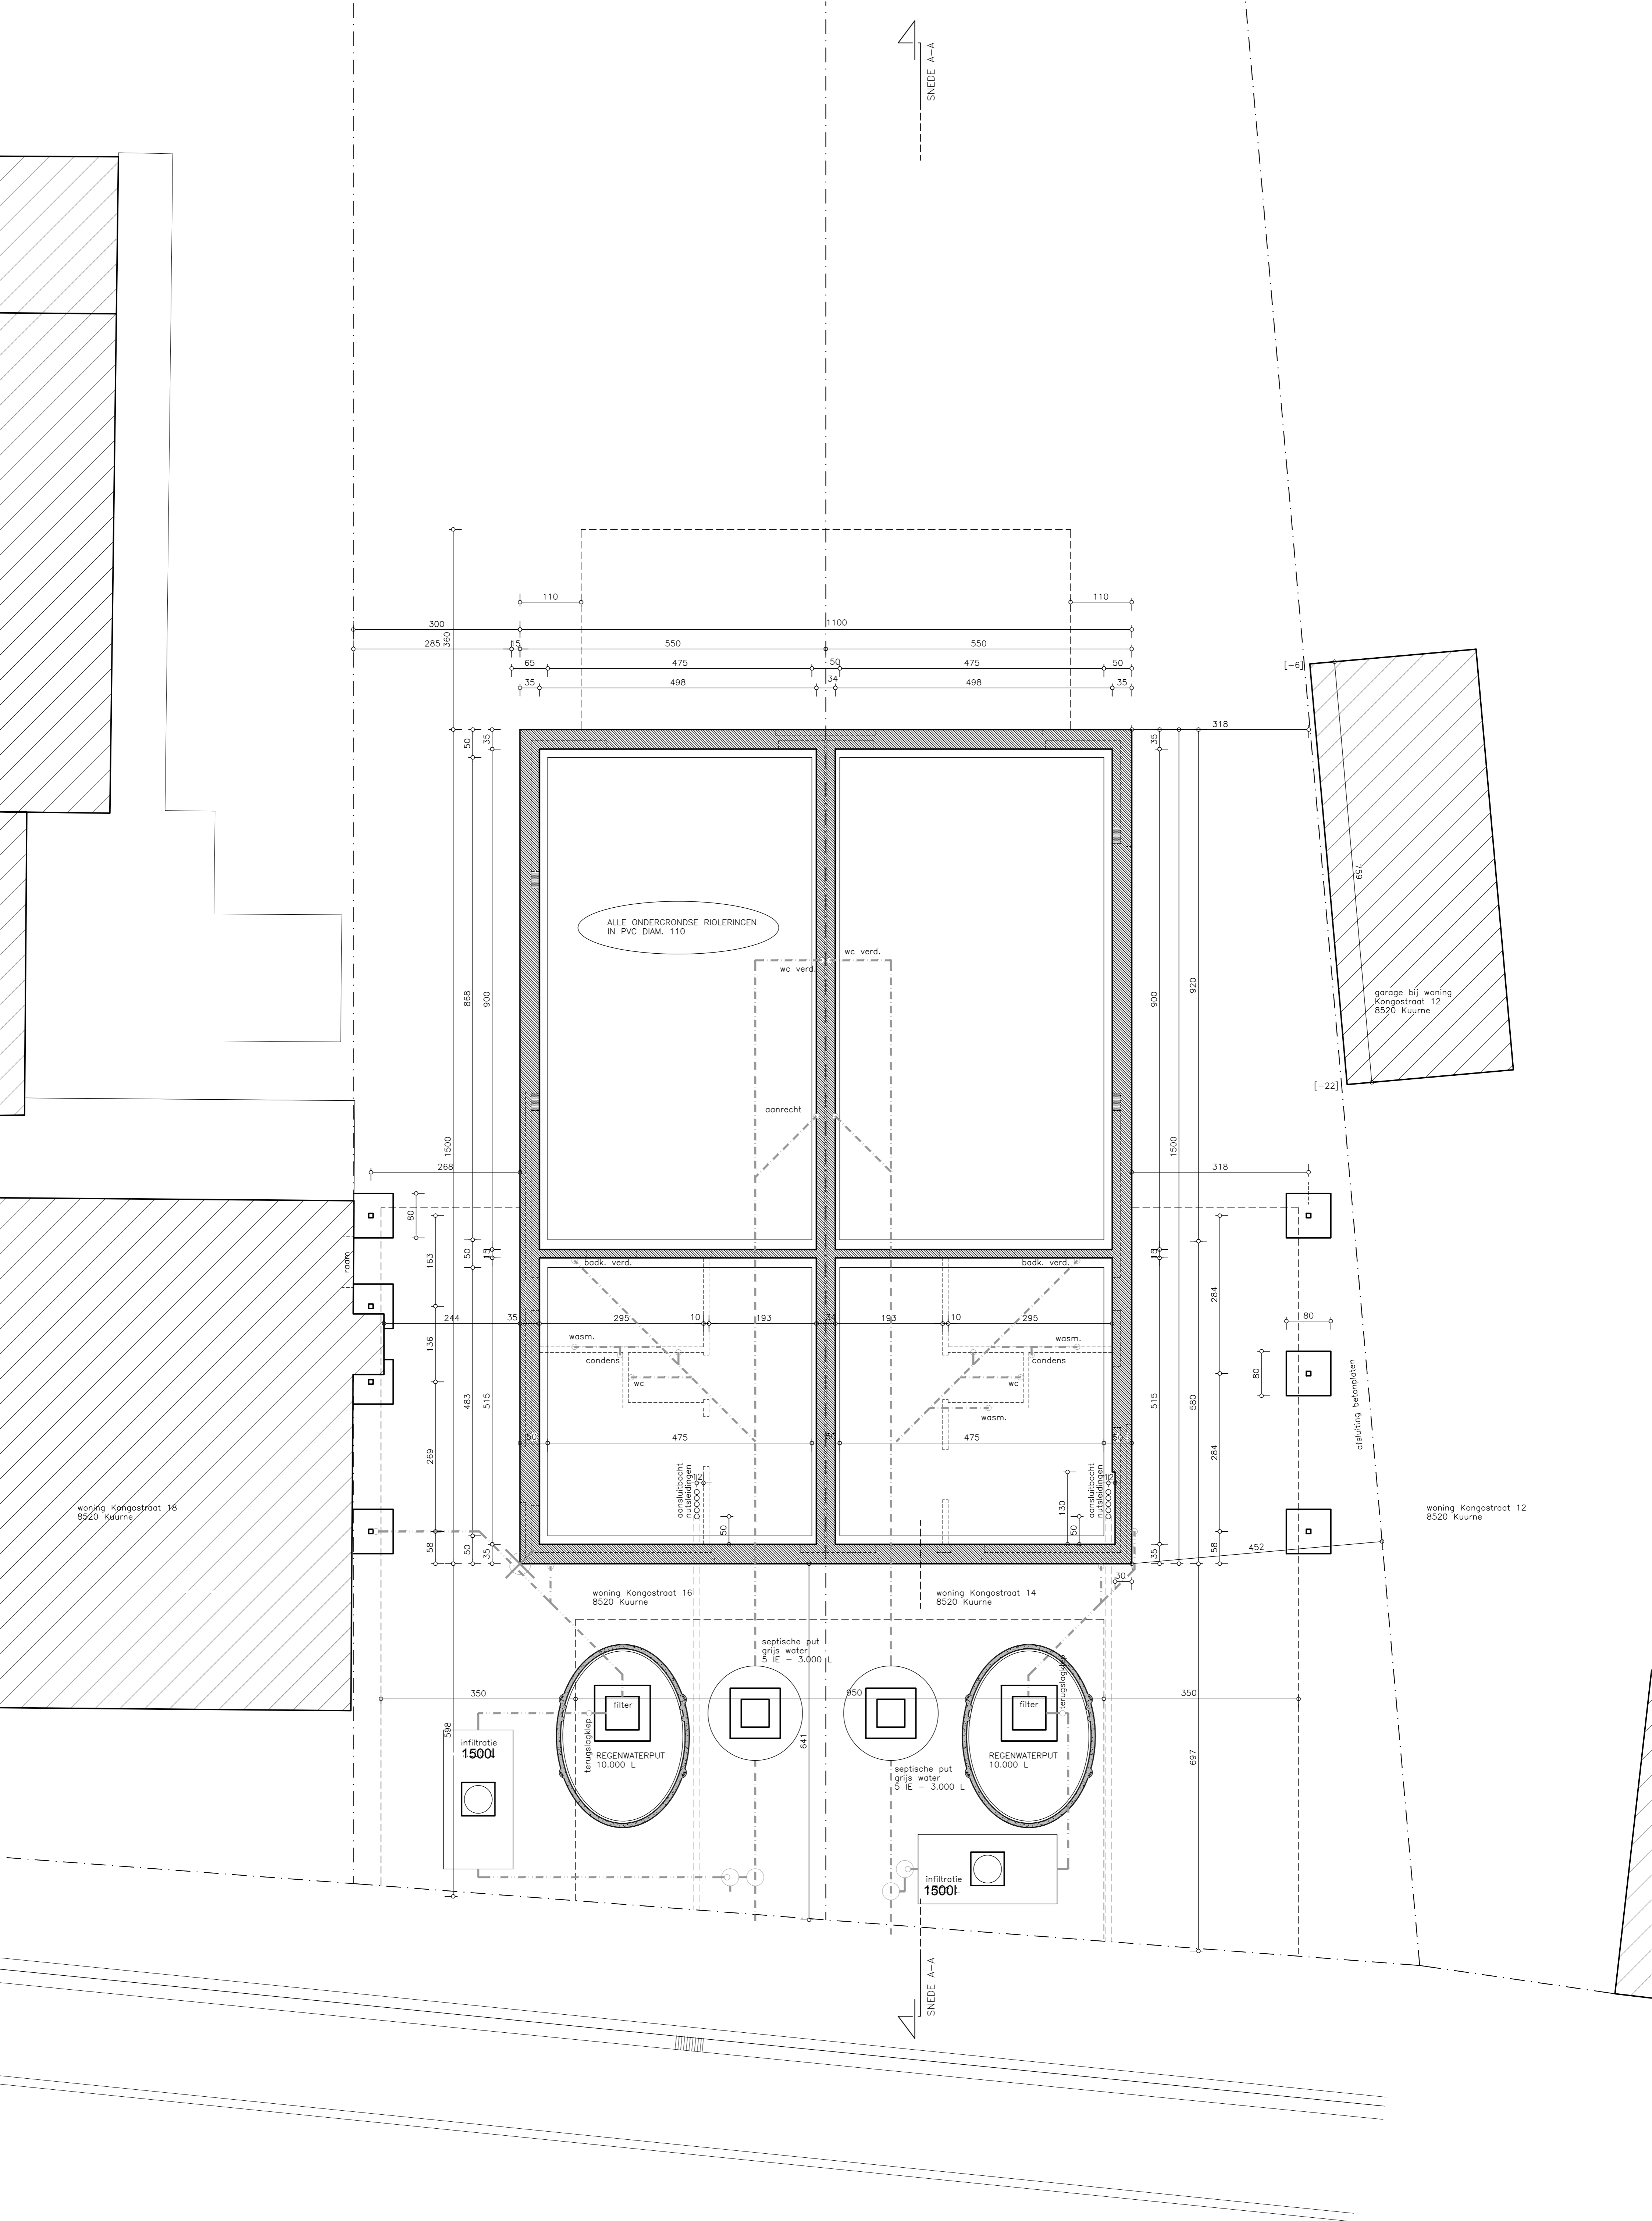 SNEDE A-A
110
110
300
1100
360
285
15
550
550
65
475
50
475
50
35
498
34
498
35
[-6]
318
50
35
35
ALLE ONDERGRONDSE RIOLERINGEN
IN PVC DIAM. 110
759
wc verd.
wc verd.
868
900
900
920
garage bij woning
Kongostraat 12
8520 Kuurne
[-22]
aanrecht
1500
1500
268
318
80
raam
163
50
15
15
badk. verd.
badk. verd.
284
244
35
295
10
193
34
193
10
295
80
136
wasm.
wasm.
condens
condens
80
wc
wc
483
515
515
580
afsluiting betonplaten
wasm.
50
475
50
475
50
269
284
aansluitbocht
nutsleidingen
12
aansluitbocht
nutsleidingen
12
130
50
50
woning Kongostraat 18
8520 Kuurne
woning Kongostraat 12
8520 Kuurne
58
50
35
35
58
452
30
woning Kongostraat 16
8520 Kuurne
woning Kongostraat 14
8520 Kuurne
septische put
grijs water
5 IE - 3.000 L
terugslagklep
350
950
350
filter
filter
598
terugslagklep
641
697
infiltratie
1500l
REGENWATERPUT
10.000 L
REGENWATERPUT
10.000 L
septische put
grijs water
5 IE - 3.000 L
infiltratie
1500l
SNEDE A-A